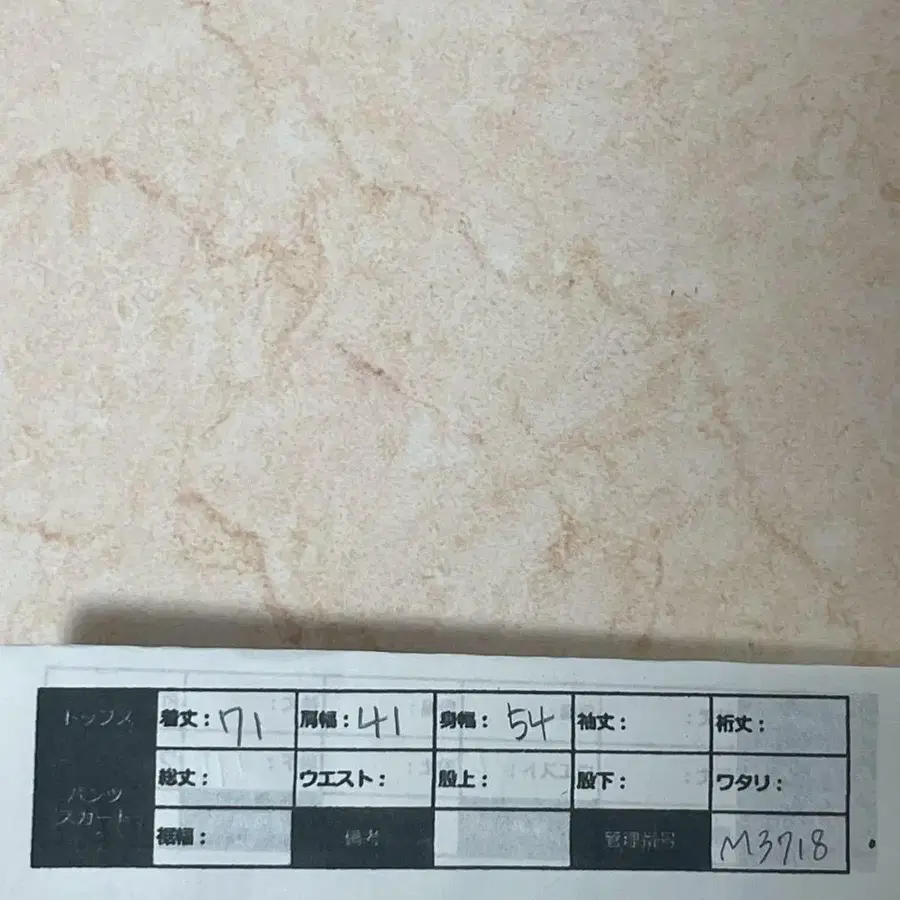 トップス 着丈: 71 肩幅: 41 身幅: 54 袖丈: 裄丈:
パンツ 総丈: ウエスト: 股上: 股下: ワタリ:
スカート 裾幅: 備考 管理番号 M3718